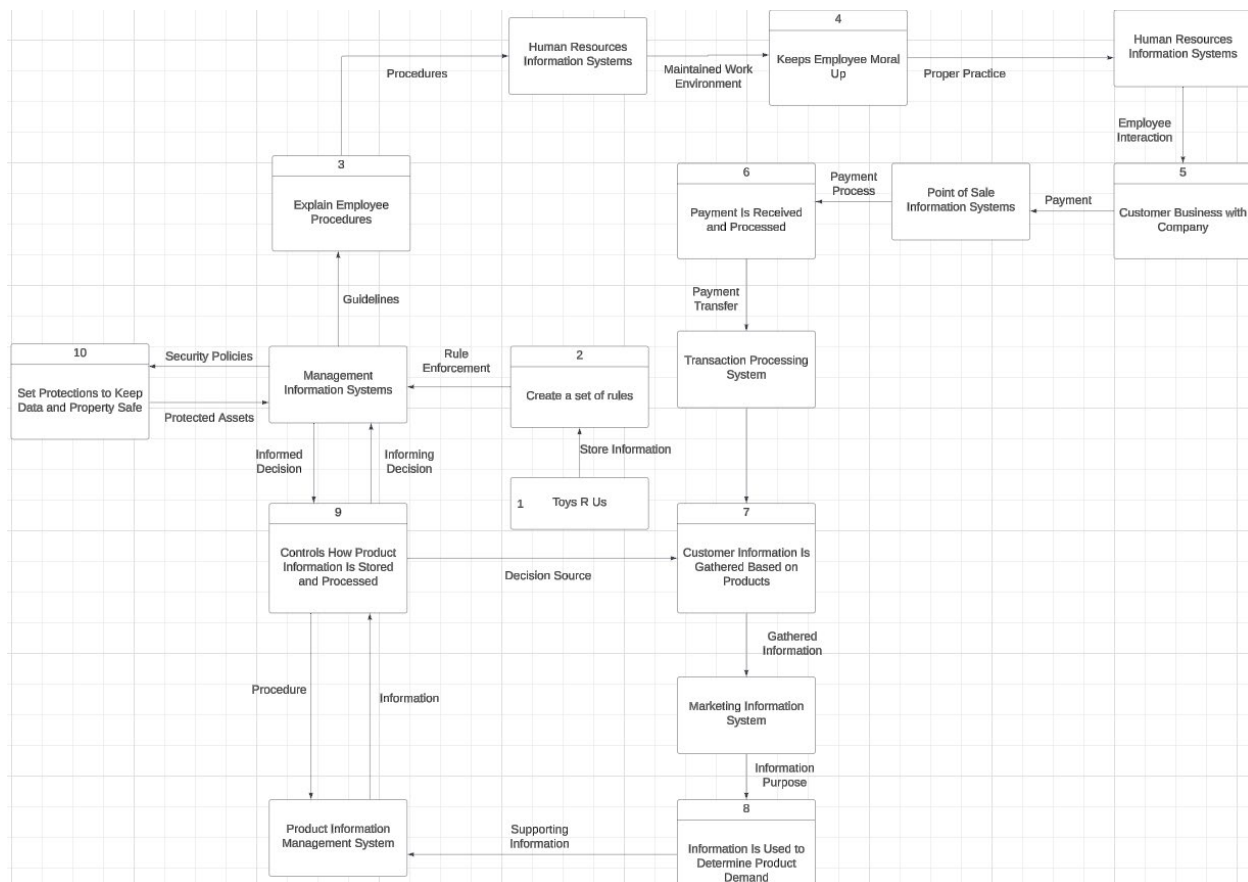 4
Human Resources
Information Systems
Human Resources
Information Systems
Keeps Employee Moral
Up
Procedures
Maintained Work
Environment
Proper Practice
Employee
Interaction
3
Explain Employee
Procedures
6
Payment Is Received
and Processed
Payment
Process
Point of Sale
Information Systems
Payment
5
Customer Business with
Company
Guidelines
Payment
Transfer
10
Set Protections to Keep
Data and Property Safe
Security Policies
Protected Assets
Management
Information Systems
Rule
Enforcement
2
Create a set of rules
Transaction Processing
System
Informed
Decision
Informing
Decision
Store Information
1 Toys R Us
9
Controls How Product
Information Is Stored
and Processed
Decision Source
7
Customer Information Is
Gathered Based on
Products
Gathered
Information
Procedure
Information
Marketing Information
System
Information
Purpose
Product Information
Management System
Supporting
Information
8
Information Is Used to
Determine Product
Demand